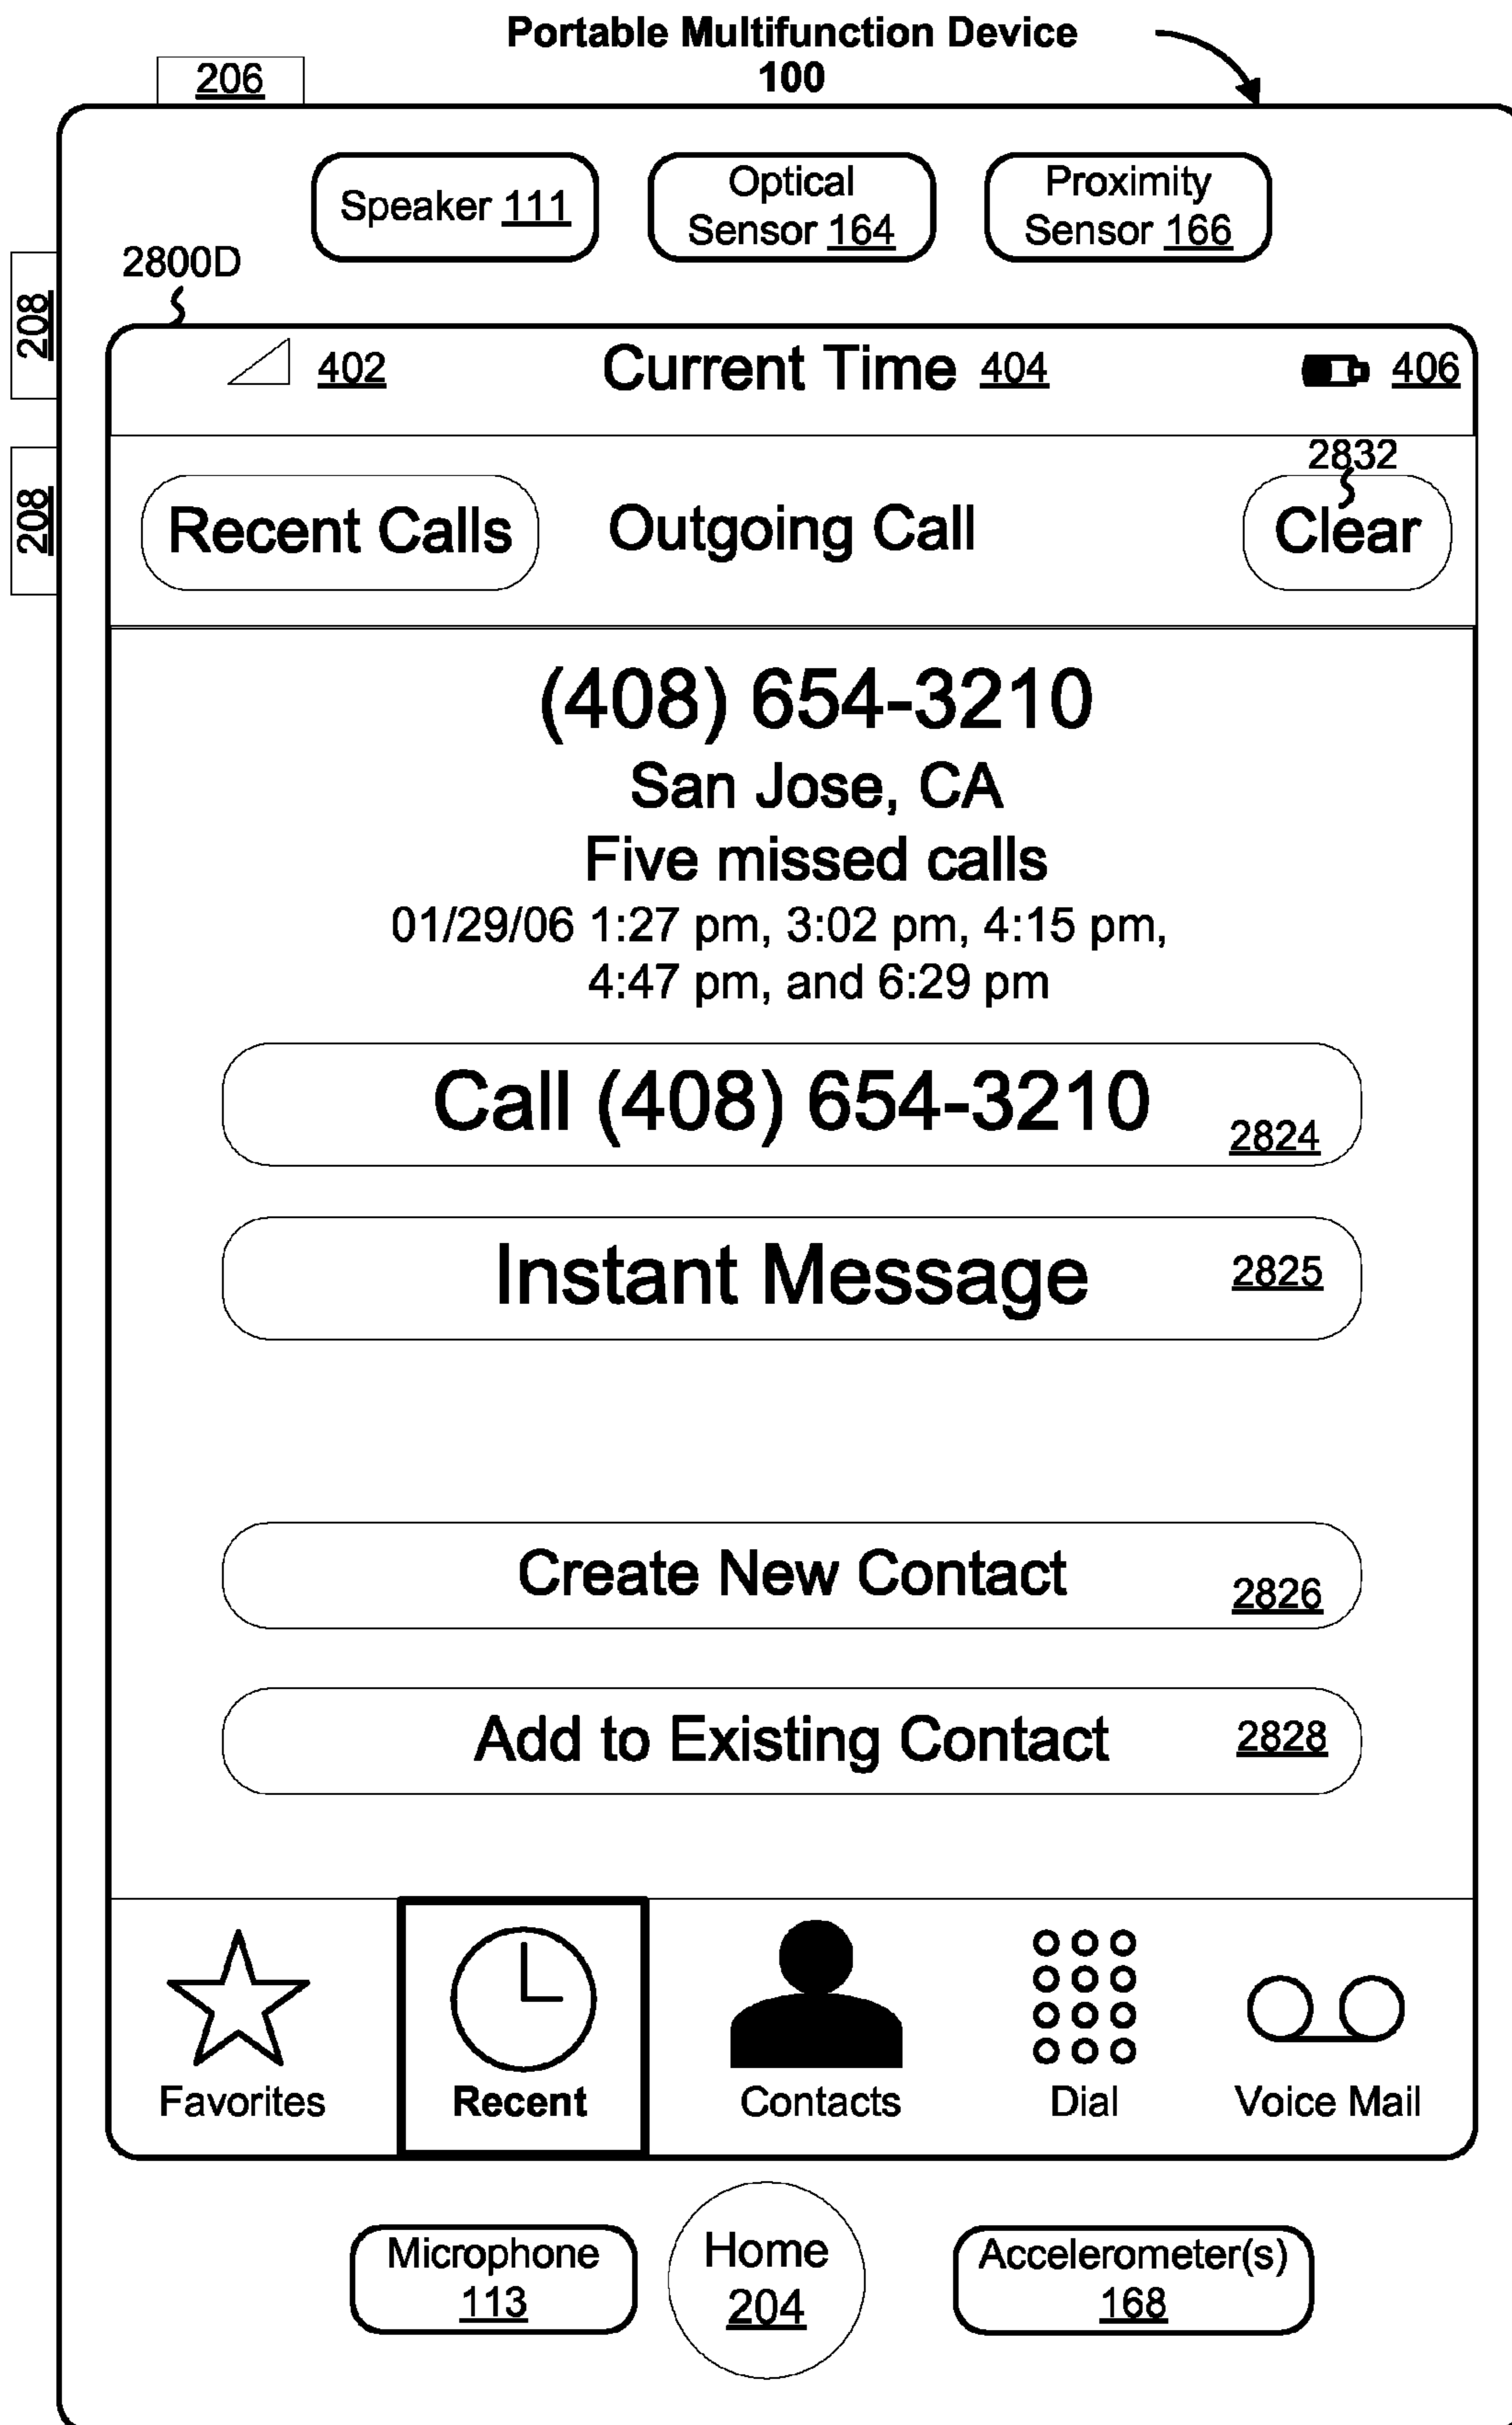 Portable Multifunction Device
100
206
Speaker 111
Optical
Sensor 164
Proximity
Sensor 166
2800D
208
208
402
Current Time 404
406
2832
Recent Calls
Outgoing Call
Clear
(408) 654-3210
San Jose, CA
Five missed calls
01/29/06 1:27 pm, 3:02 pm, 4:15 pm,
4:47 pm, and 6:29 pm
Call (408) 654-3210
2824
Instant Message
2825
Create New Contact
2826
Add to Existing Contact
2828
Favorites
Recent
Contacts
Dial
Voice Mail
Microphone
113
Home
204
Accelerometer(s)
168